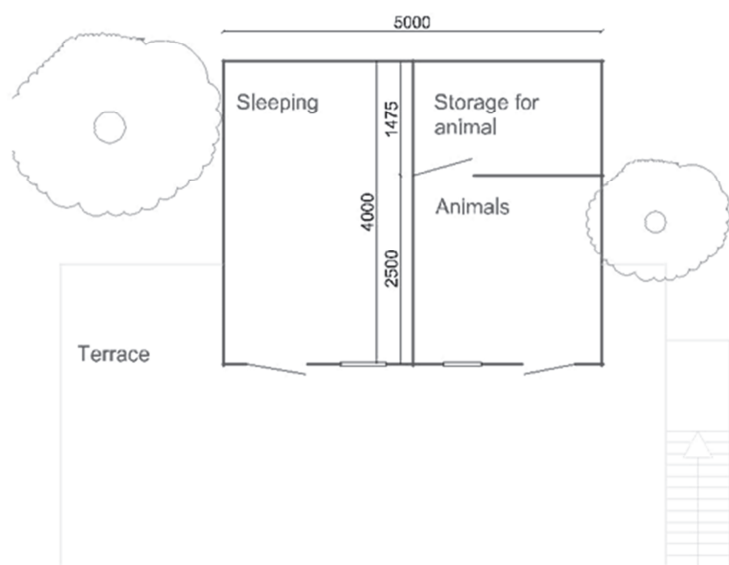 5000
Sleeping
1475
Storage for
animal
4000
Animals
2500
Terrace